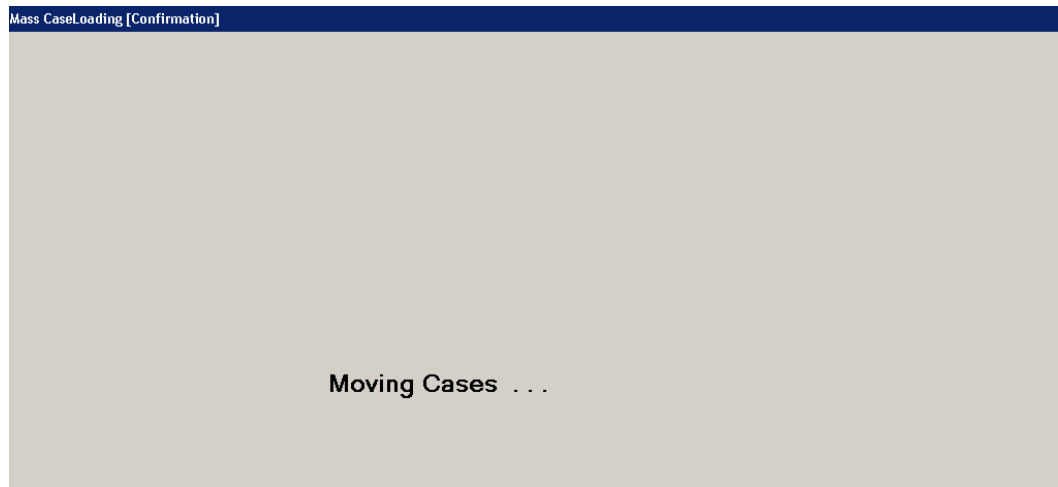 Mass CaseLoading [Confirmation]
Moving Cases . . .